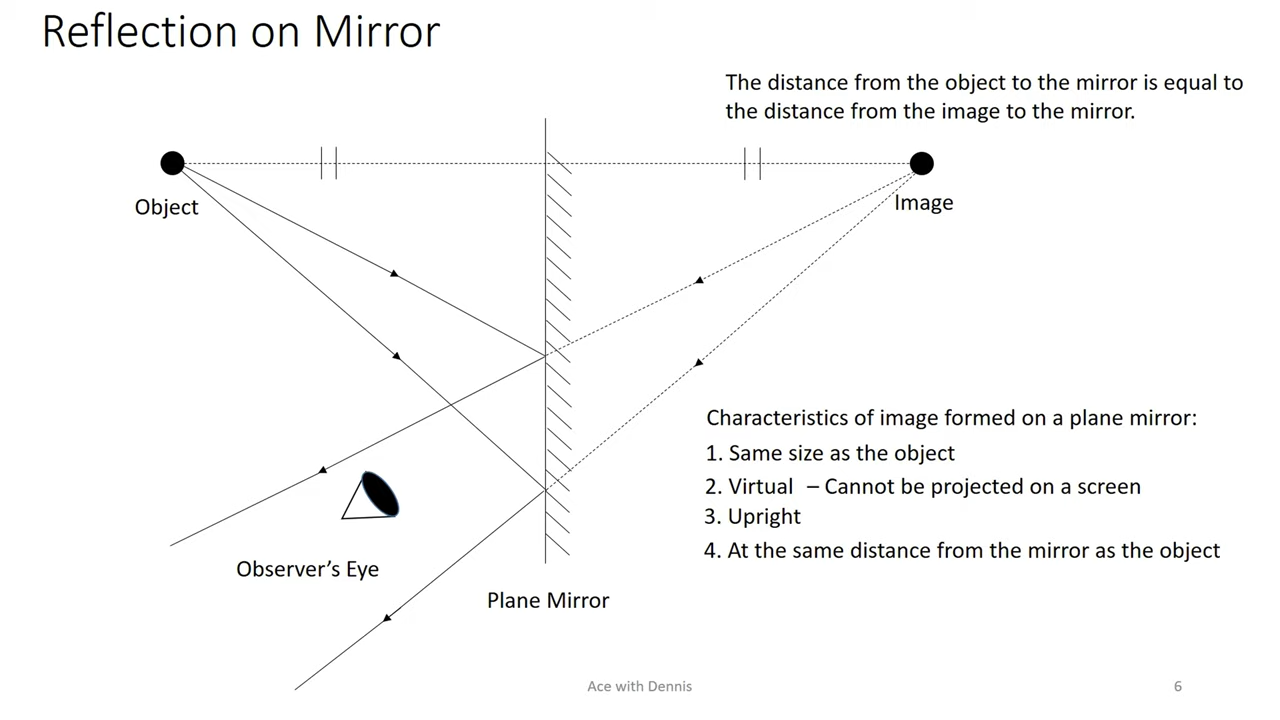 Reflection on Mirror
The distance from the object to the mirror is equal to
the distance from the image to the mirror.
Object
Image
Characteristics of image formed on a plane mirror:
1. Same size as the object
2. Virtual – Cannot be projected on a screen
3. Upright
4. At the same distance from the mirror as the object
Observer’s Eye
Plane Mirror
Ace with Dennis
6